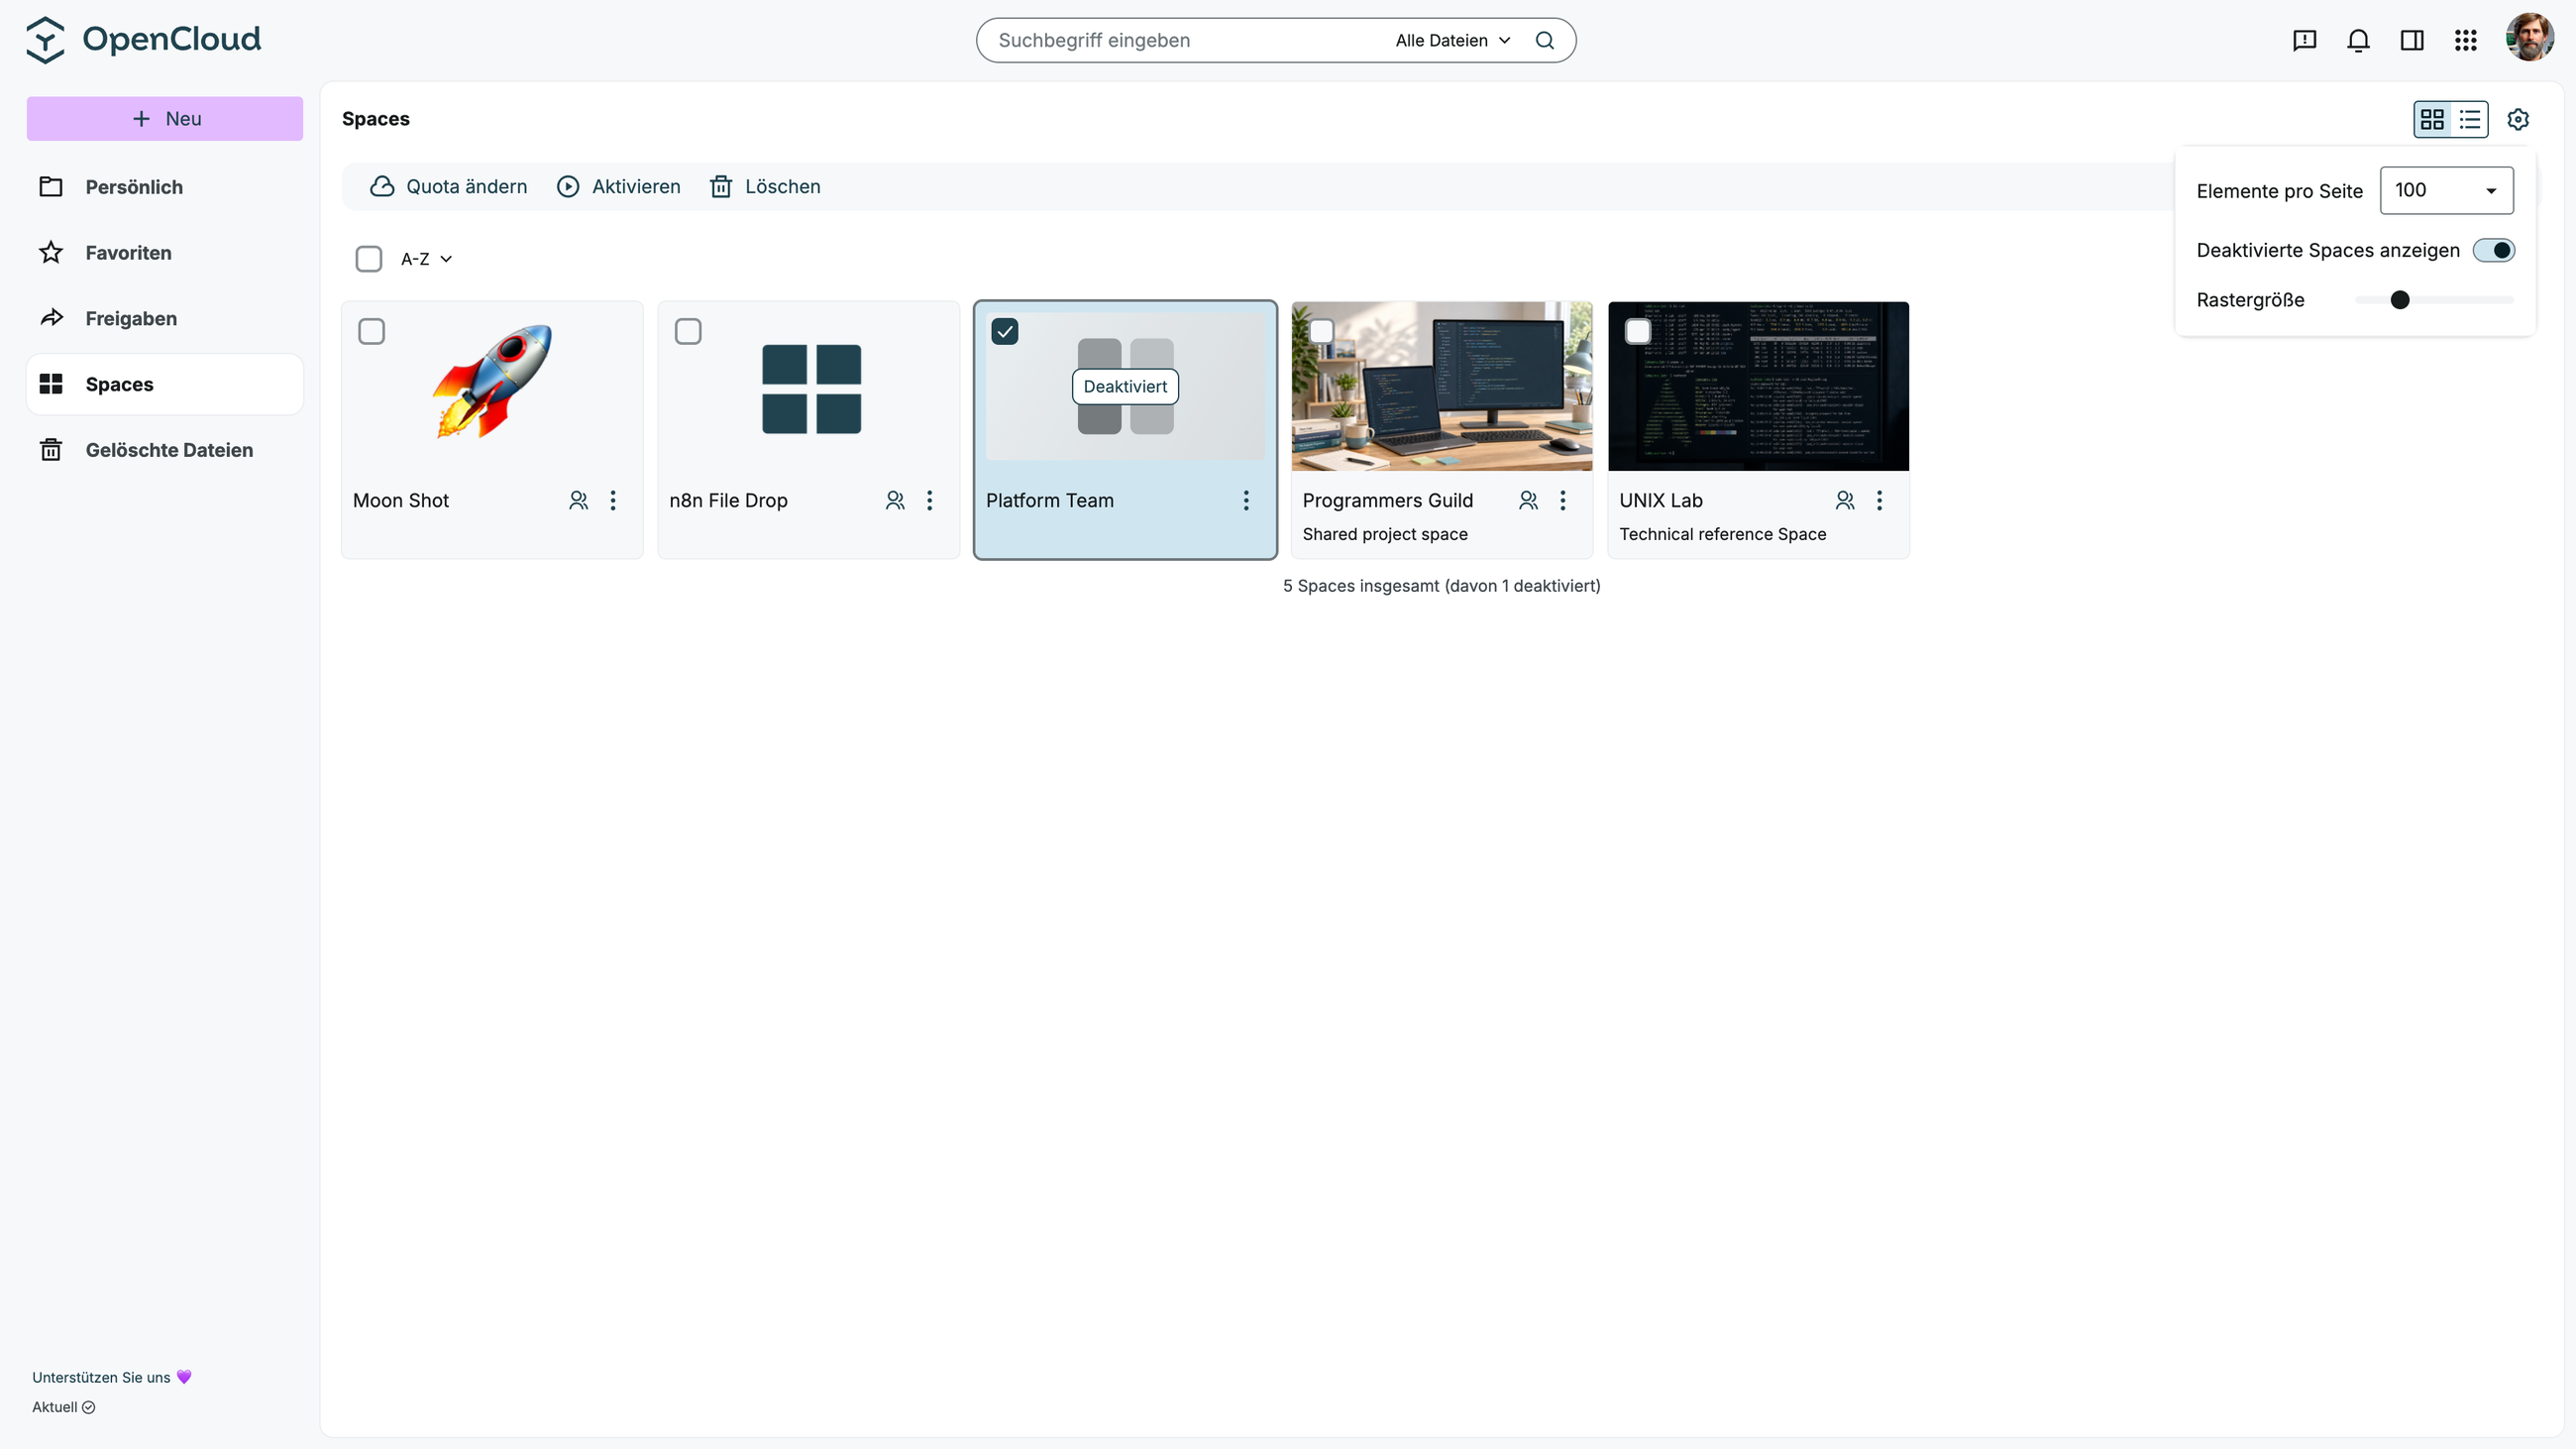 OpenCloud
Suchbegriff eingeben
Alle Dateien
Neu
Persönlich
Favoriten
Freigaben
Spaces
Gelöschte Dateien
Spaces
Quota ändern
Aktivieren
Löschen
Elemente pro Seite
100
Deaktivierte Spaces anzeigen
Rastergröße
A-Z
Deaktiviert
Moon Shot
n8n File Drop
Platform Team
Programmers Guild
Shared project space
UNIX Lab
Technical reference Space
5 Spaces insgesamt (davon 1 deaktiviert)
Unterstützen Sie uns 💜
Aktuell